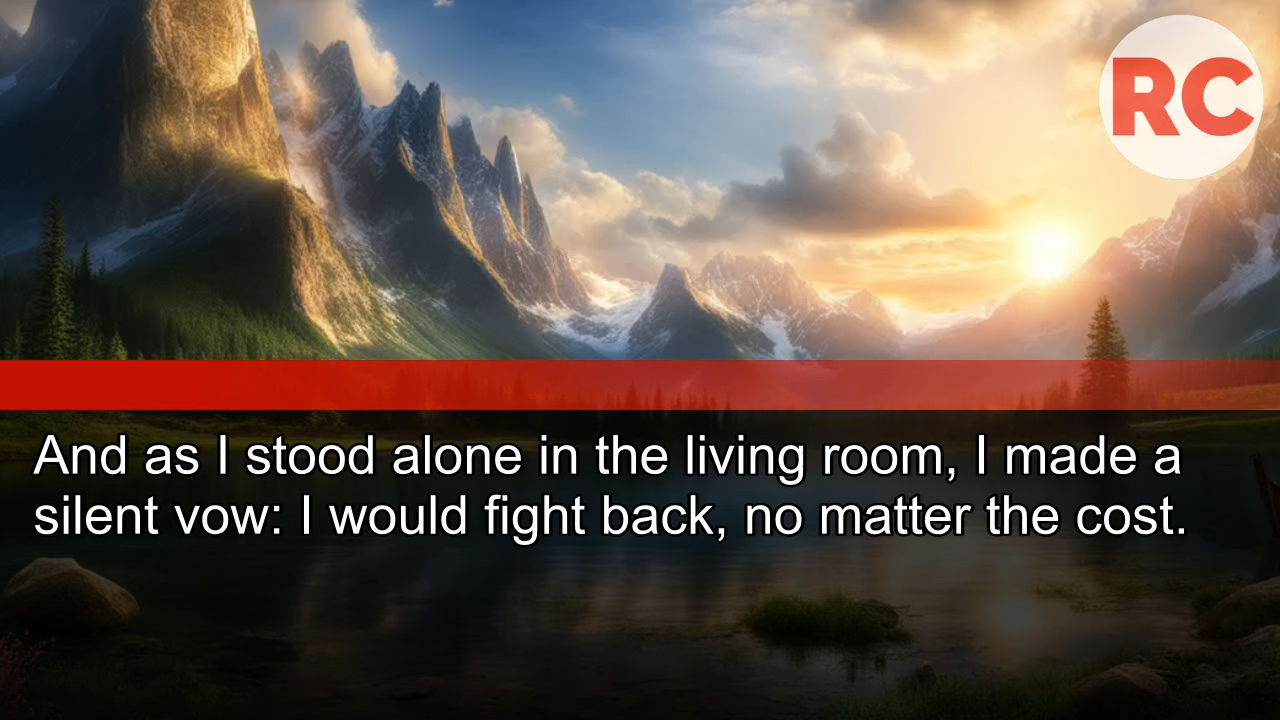 RC
And as I stood alone in the living room, I made a
silent vow: I would fight back, no matter the cost.